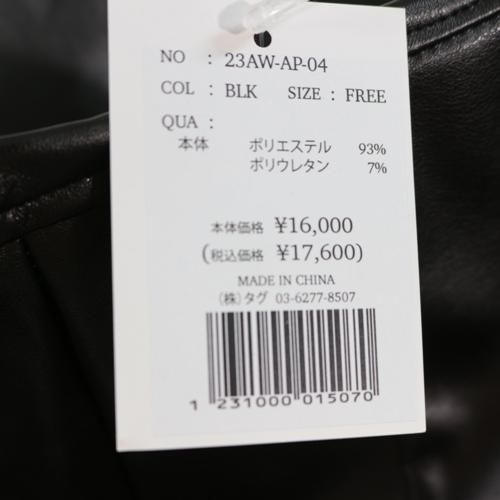 NO : 23AW-AP-04
COL : BLK SIZE : FREE
QUA :
本体 ポリエステル 93%
ポリウレタン 7%
本体価格 ¥16,000
(税込価格 ¥17,600)
MADE IN CHINA
(株)タグ 03-6277-8507
1 231000 015070